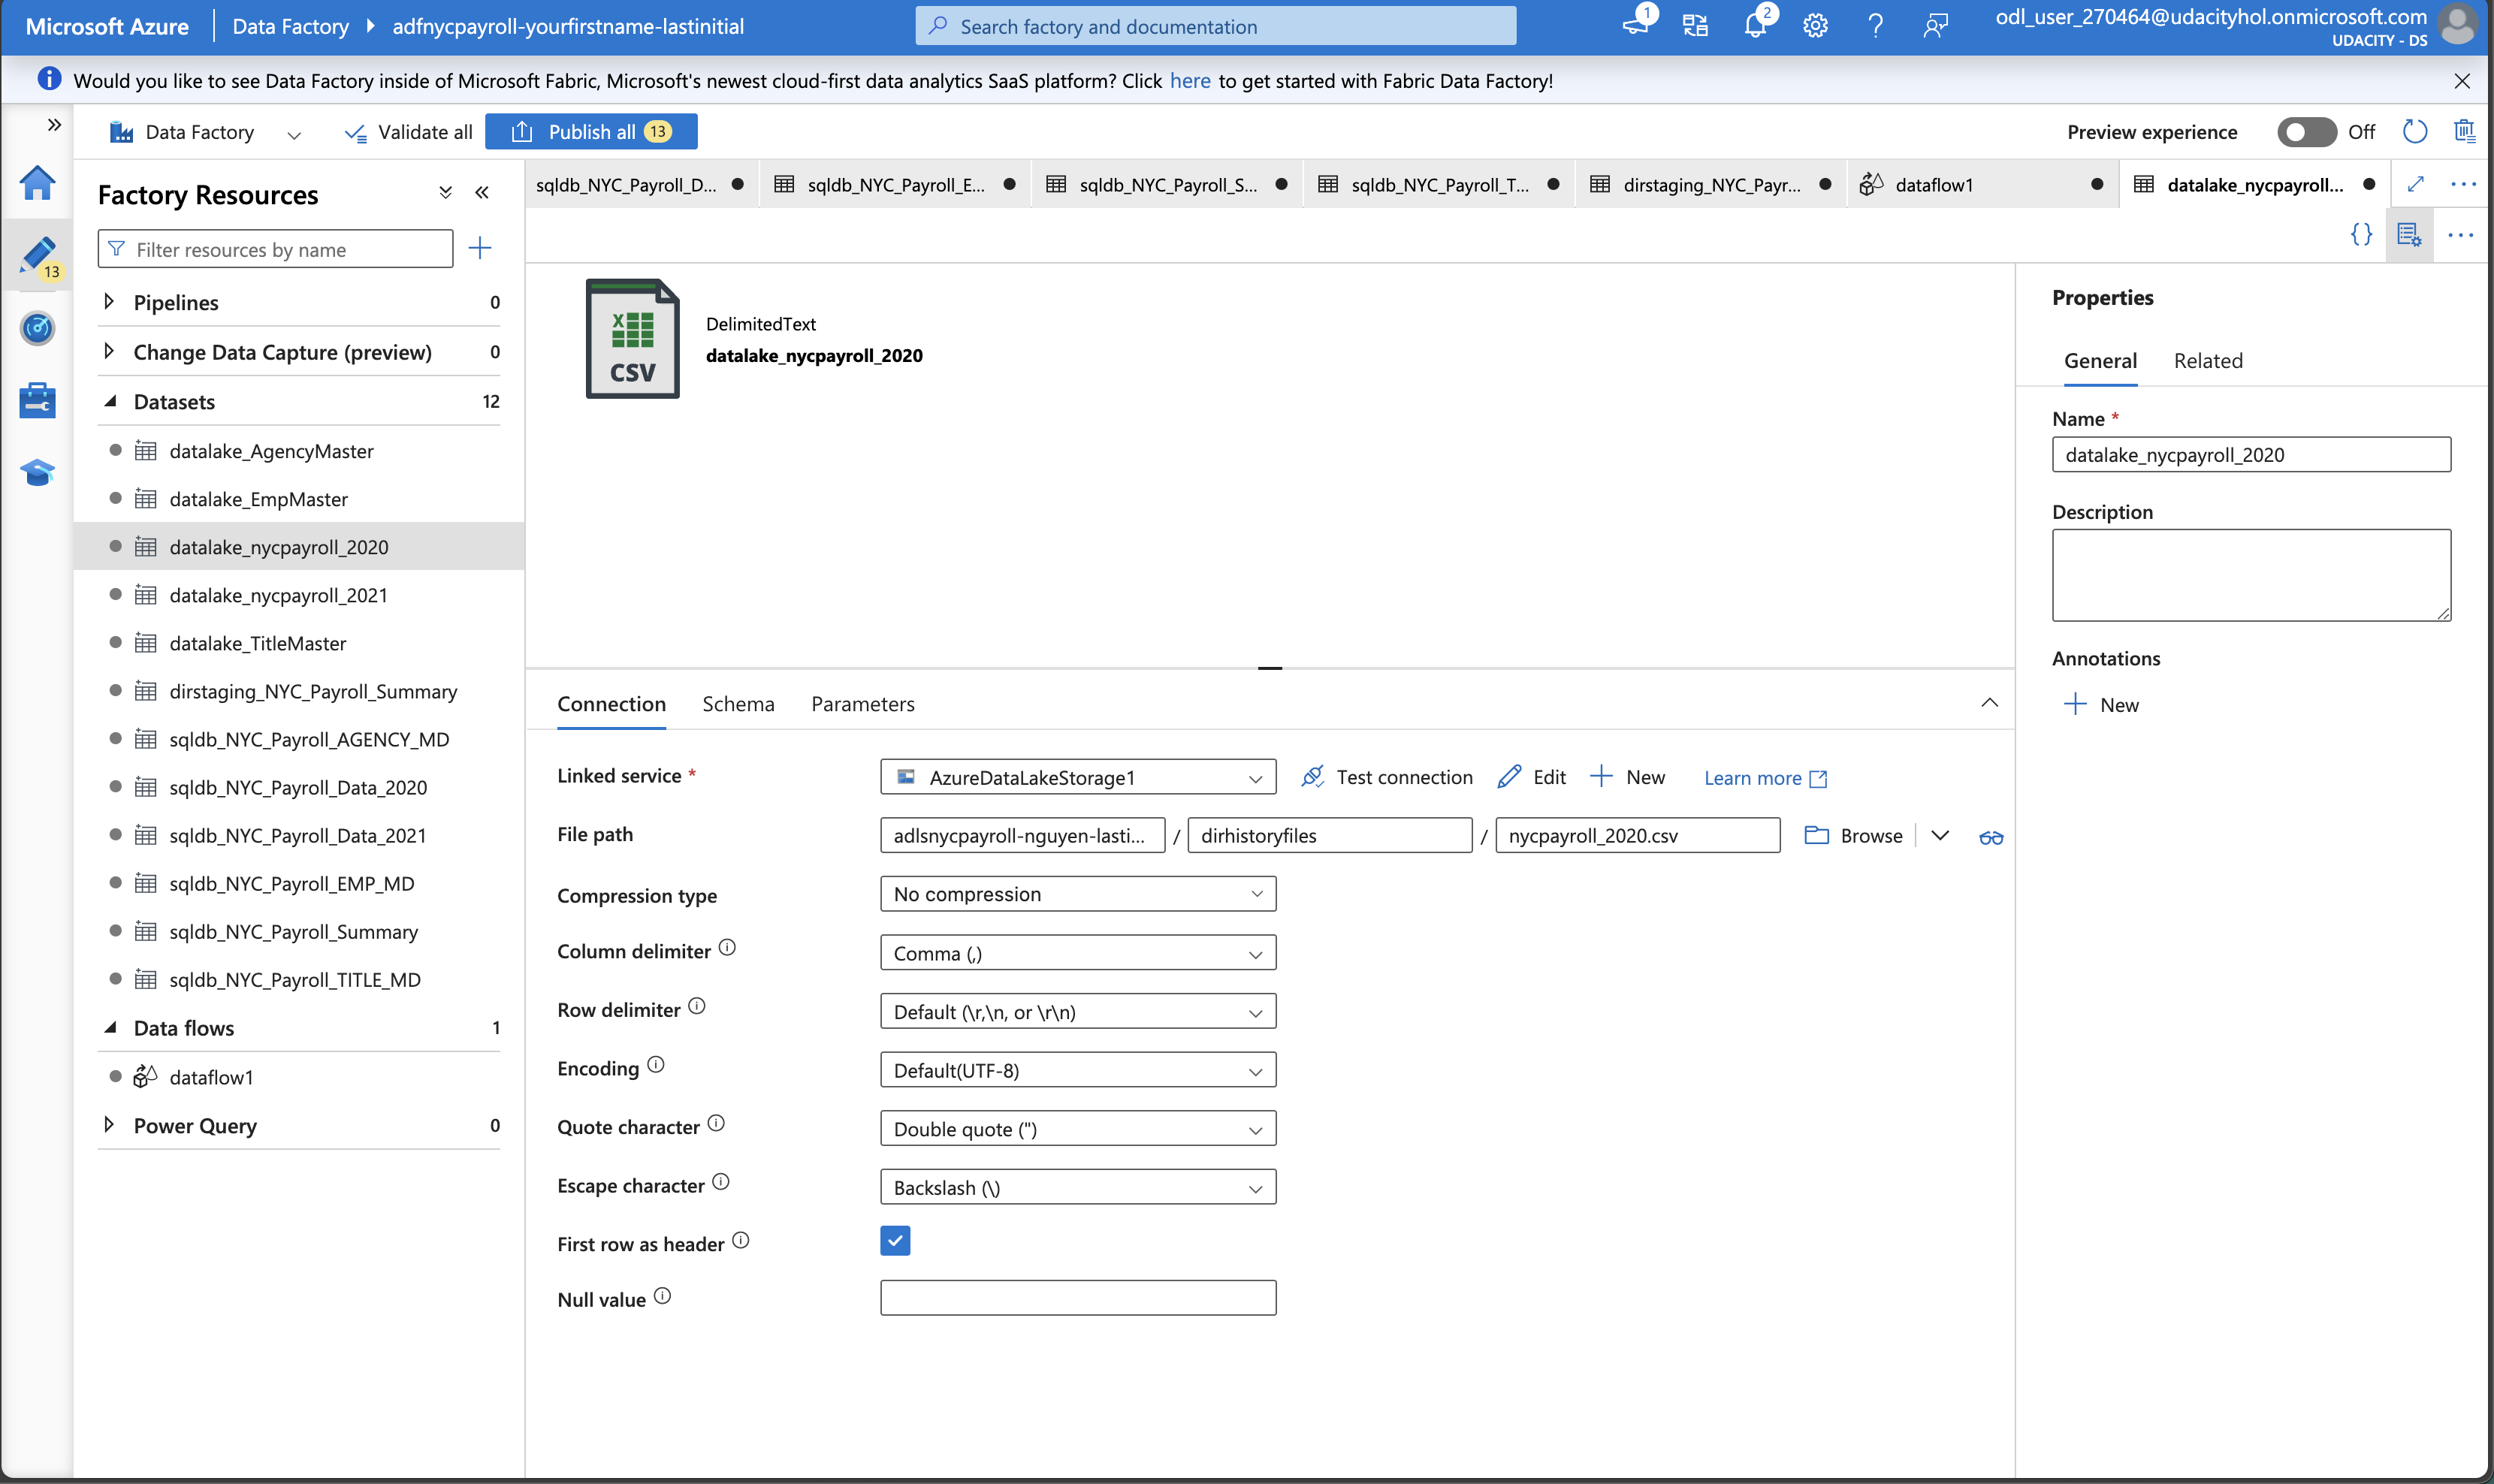 Microsoft Azure
Data Factory
adfnycpayroll-yourfirstname-lastinitial
Search factory and documentation
1
2
odl_user_270464@udacityhol.onmicrosoft.com
UDACITY - DS
Would you like to see Data Factory inside of Microsoft Fabric, Microsoft's newest cloud-first data analytics SaaS platform? Click here to get started with Fabric Data Factory!
Data Factory
Validate all
Publish all 13
Preview experience
Off
13
Factory Resources
Filter resources by name
Pipelines 0
Change Data Capture (preview) 0
Datasets 12
datalake_AgencyMaster
datalake_EmpMaster
datalake_nycpayroll_2020
datalake_nycpayroll_2021
datalake_TitleMaster
dirstaging_NYC_Payroll_Summary
sqldb_NYC_Payroll_AGENCY_MD
sqldb_NYC_Payroll_Data_2020
sqldb_NYC_Payroll_Data_2021
sqldb_NYC_Payroll_EMP_MD
sqldb_NYC_Payroll_Summary
sqldb_NYC_Payroll_TITLE_MD
Data flows 1
dataflow1
Power Query 0
sqldb_NYC_Payroll_D...
sqldb_NYC_Payroll_E...
sqldb_NYC_Payroll_S...
sqldb_NYC_Payroll_T...
dirstaging_NYC_Payr...
dataflow1
datalake_nycpayroll...
{}
X
CSV
DelimitedText
datalake_nycpayroll_2020
Connection
Schema
Parameters
Linked service *
AzureDataLakeStorage1
Test connection
Edit
New
Learn more
File path
adlsnycpayroll-nguyen-lasti... / dirhistoryfiles / nycpayroll_2020.csv
Browse
Compression type
No compression
Column delimiter
Comma (,)
Row delimiter
Default (\r,\n, or \r\n)
Encoding
Default(UTF-8)
Quote character
Double quote (")
Escape character
Backslash (\)
First row as header
Null value
Properties
General
Related
Name *
datalake_nycpayroll_2020
Description
Annotations
New